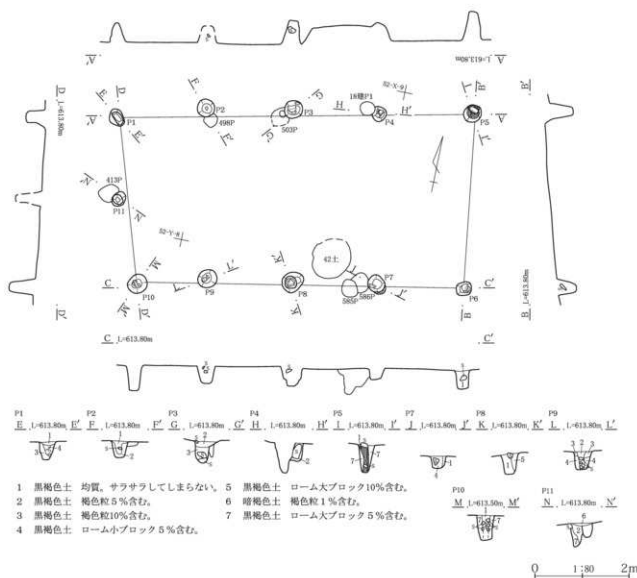 A' L=613.80m A
D L=613.80m D'
D D'
A' A
B' B
B L=613.80m B'
E E'
F F'
G G'
H H'
I I'
18掘P1
52-X-9
P1
P2
498P
P3
503P
P4
P5
413P
P11
N N'
52-Y-8
42土
M M'
P10
P9
P8
P7
585P
586P
P6
C C'
C L=613.80m C'
P1 P2 P3 P4 P5 P7 P8 P9
E L=613.80m E' F L=613.80m F' G L=613.80m G' H L=613.80m H' I L=613.80m I' J L=613.80m J' K L=613.80m K' L L=613.80m L'
1 黒褐色土 均質。サラサラしてしまらない。
2 黒褐色土 褐色粒5%含む。
3 黒褐色土 褐色粒10%含む。
4 黒褐色土 ローム小ブロック5%含む。
5 黒褐色土 ローム大ブロック10%含む。
6 暗褐色土 褐色粒1%含む。
7 黒褐色土 ローム大ブロック5%含む。
P10
M L=613.50m M'
P11
N L=613.80m N'
0 1:80 2m